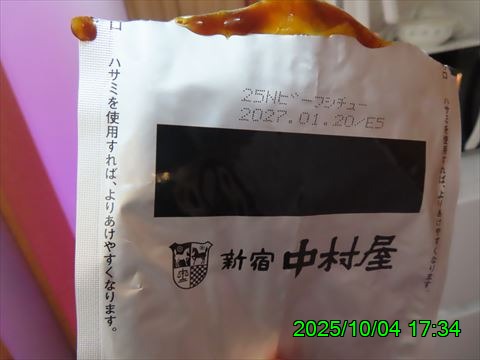 口
ハサミを使用すれば、よりあけやすくなります。
25Nビーフシチュー
2027.01.20/E5
新宿 中村屋
口
ハサミを使用すれば、よりあけやすくなります。
2025/10/04 17:34